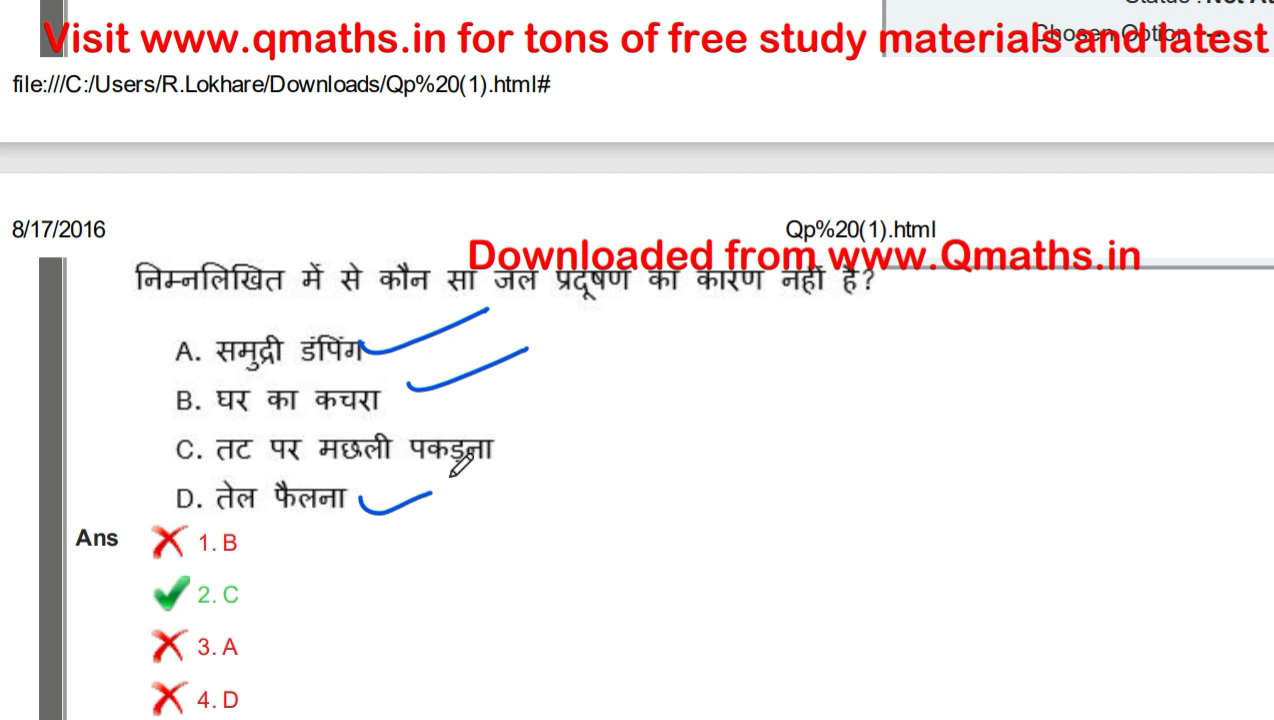 Visit www.qmaths.in for tons of free study materials and latest
Chosen Option
file:///C:/Users/R.Lokhare/Downloads/Qp%20(1).html#
8/17/2016
Qp%20(1).html
Downloaded from www.Qmaths.in
निम्नलिखित में से कौन सा जल प्रदूषण का कारण नहीं है?
A. समुद्री डंपिंग
B. घर का कचरा
C. तट पर मछली पकड़ना
D. तेल फैलना
Ans
1. B
2. C
3. A
4. D